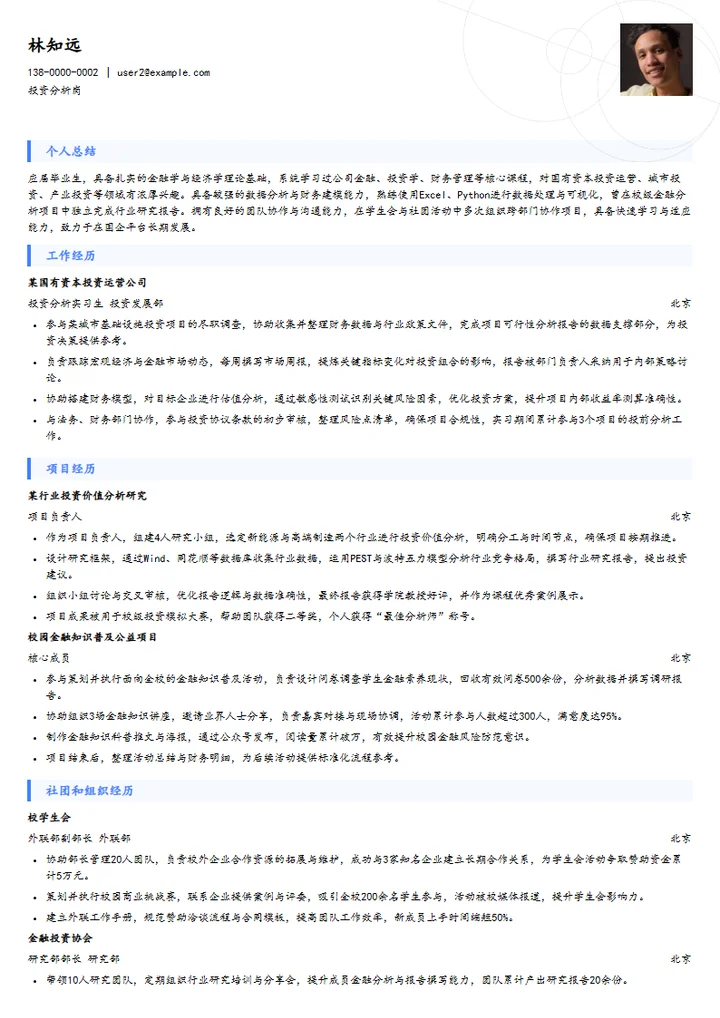 林知远
138-0000-0002 | user2@example.com
投资分析岗
个人总结
应届毕业生，具备扎实的金融学与经济学理论基础，系统学习过公司金融、投资学、财务管理等核心课程，对国有资本投资运营、城市投
资、产业投资等领域有浓厚兴趣。具备较强的数据分析与财务建模能力，熟练使用Excel、Python进行数据处理与可视化，曾在校级金融分
析项目中独立完成行业研究报告。拥有良好的团队协作与沟通能力，在学生会与社团活动中多次组织跨部门协作项目，具备快速学习与适应
能力，致力于在国企平台长期发展。
工作经历
某国有资本投资运营公司
投资分析实习生 投资发展部 北京
• 参与某城市基础设施投资项目的尽职调查，协助收集并整理财务数据与行业政策文件，完成项目可行性分析报告的数据支撑部分，为投
资决策提供参考。
• 负责跟踪宏观经济与金融市场动态，每周撰写市场周报，提炼关键指标变化对投资组合的影响，报告被部门负责人采纳用于内部策略讨
论。
• 协助搭建财务模型，对目标企业进行估值分析，通过敏感性测试识别关键风险因素，优化投资方案，提升项目内部收益率测算准确性。
• 与法务、财务部门协作，参与投资协议条款的初步审核，整理风险点清单，确保项目合规性，实习期间累计参与3个项目的投前分析工
作。
项目经历
某行业投资价值分析研究
项目负责人 北京
• 作为项目负责人，组建4人研究小组，选定新能源与高端制造两个行业进行投资价值分析，明确分工与时间节点，确保项目按期推进。
• 设计研究框架，通过Wind、同花顺等数据库收集行业数据，运用PEST与波特五力模型分析行业竞争格局，撰写行业研究报告，提出投资
建议。
• 组织小组讨论与交叉审核，优化报告逻辑与数据准确性，最终报告获得学院教授好评，并作为课程优秀案例展示。
• 项目成果被用于校级投资模拟大赛，帮助团队获得二等奖，个人获得“最佳分析师”称号。
校园金融知识普及公益项目
核心成员 北京
• 参与策划并执行面向全校的金融知识普及活动，负责设计问卷调查学生金融素养现状，回收有效问卷500余份，分析数据并撰写调研报
告。
• 协助组织3场金融知识讲座，邀请业界人士分享，负责嘉宾对接与现场协调，活动累计参与人数超过300人，满意度达95%。
• 制作金融知识科普推文与海报，通过公众号发布，阅读量累计破万，有效提升校园金融风险防范意识。
• 项目结束后，整理活动总结与财务明细，为后续活动提供标准化流程参考。
社团和组织经历
校学生会
外联部副部长 外联部 北京
• 协助部长管理20人团队，负责校外企业合作资源的拓展与维护，成功与3家知名企业建立长期合作关系，为学生会活动争取赞助资金累
计5万元。
• 策划并执行校园商业挑战赛，联系企业提供案例与评委，吸引全校200余名学生参与，活动被校媒体报道，提升学生会影响力。
• 建立外联工作手册，规范赞助洽谈流程与合同模板，提高团队工作效率，新成员上手时间缩短50%。
金融投资协会
研究部部长 研究部 北京
• 带领10人研究团队，定期组织行业研究培训与分享会，提升成员金融分析与报告撰写能力，团队累计产出研究报告20余份。